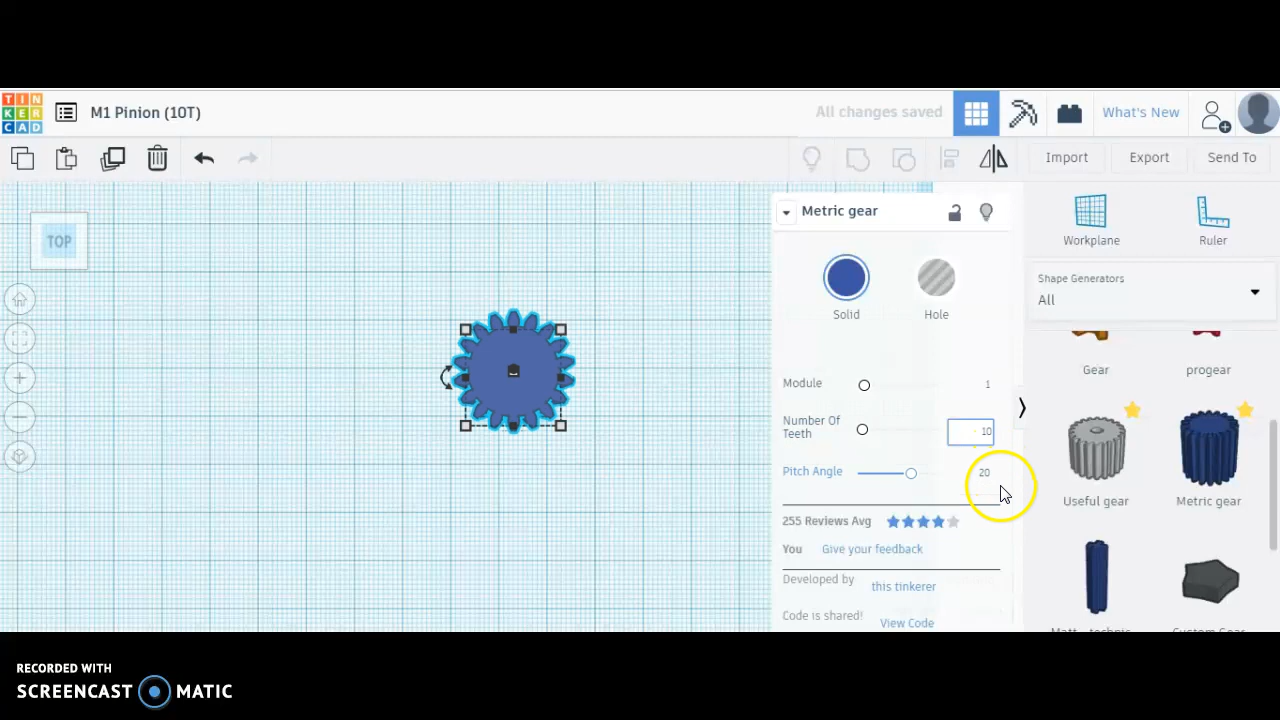 TIN
KER
CAD
M1 Pinion (10T)
All changes saved
What's New
Import
Export
Send To
TOP
Metric gear
Solid
Hole
Module
1
Number Of
Teeth
10
Pitch Angle
20
255 Reviews Avg
You
Give your feedback
Developed by
this tinkerer
Code is shared!
View Code
Workplane
Ruler
Shape Generators
All
Gear
progear
Useful gear
Metric gear
RECORDED WITH
SCREENCAST MATIC